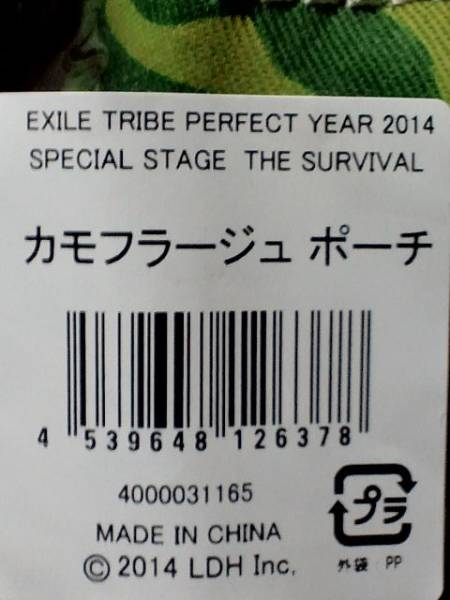 EXILE TRIBE PERFECT YEAR 2014
SPECIAL STAGE THE SURVIVAL
カモフラージュ ポーチ
4 539648 126378
4000031165
プラ
MADE IN CHINA
外袋 PP
© 2014 LDH Inc.